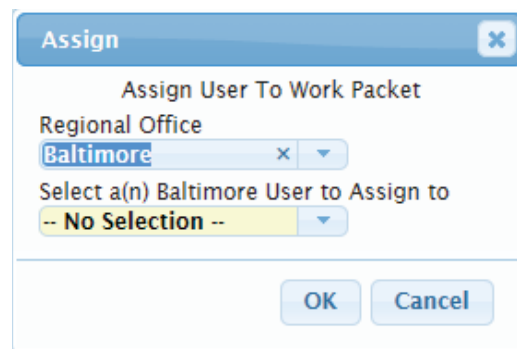 Assign
Assign User To Work Packet
Regional Office
Baltimore
Select a(n) Baltimore User to Assign to
-- No Selection --
OK Cancel